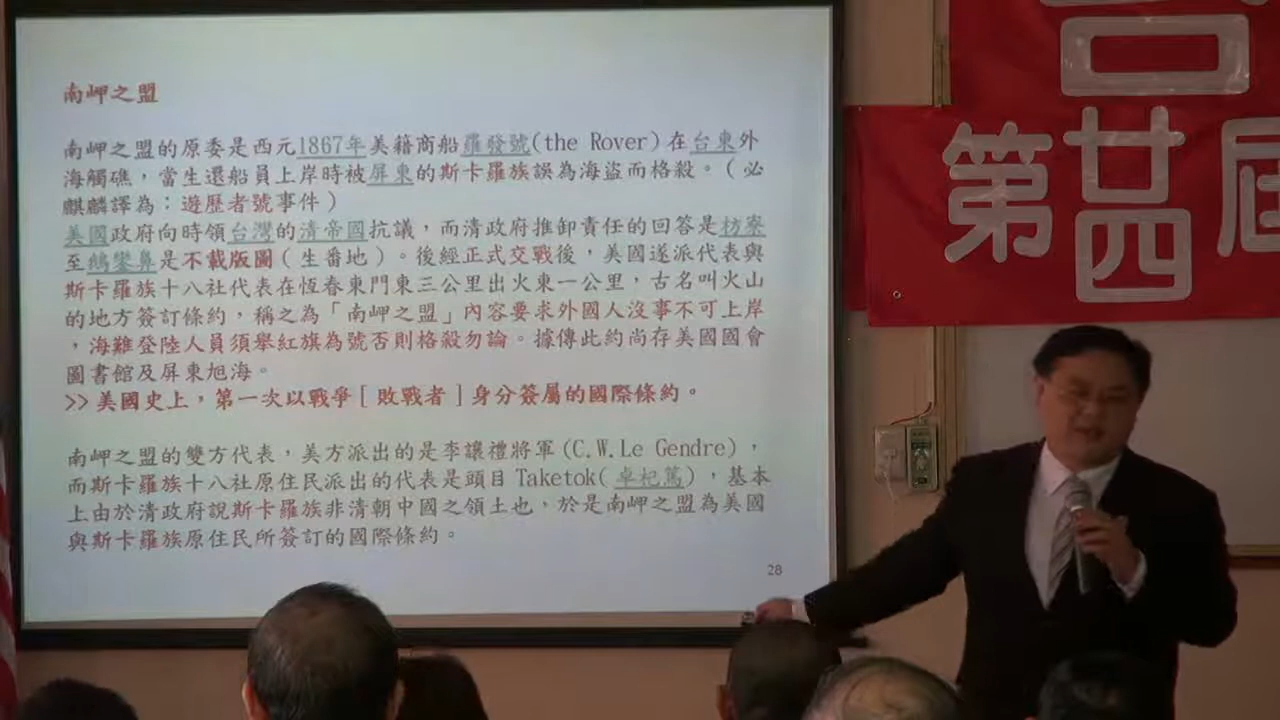 南岬之盟
南岬之盟的原委是西元1867年美籍商船羅發號(the Rover)在台東外
海觸礁，當生還船員上岸時被屏東的斯卡羅族誤為海盜而格殺。(必
麒麟譯為：遊歷者號事件)
美國政府向時領台灣的清帝國抗議，而清政府推卸責任的回答是枋寮
至鵝鑾鼻是不載版圖(生番地)。後經正式交戰後，美國遂派代表與
斯卡羅族十八社代表在恆春東門東三公里出火東一公里，古名叫火山
的地方簽訂條約，稱之為「南岬之盟」內容要求外國人沒事不可上岸
，海難登陸人員須舉紅旗為號否則格殺勿論。據傳此約尚存美國國會
圖書館及屏東旭海。
>> 美國史上，第一次以戰爭[敗戰者]身分簽屬的國際條約。
南岬之盟的雙方代表，美方派出的是李讓禮將軍(C.W.Le Gendre)，
而斯卡羅族十八社原住民派出的代表是頭目Taketok(卓杞篤)，基本
上由於清政府說斯卡羅族非清朝中國之領土也，於是南岬之盟為美國
與斯卡羅族原住民所簽訂的國際條約。
28
第廿四屆